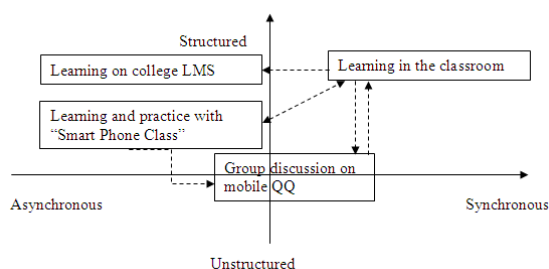 Structured
Learning on college LMS
Learning in the classroom
Learning and practice with
“Smart Phone Class”
Group discussion on
mobile QQ
Asynchronous
Synchronous
Unstructured